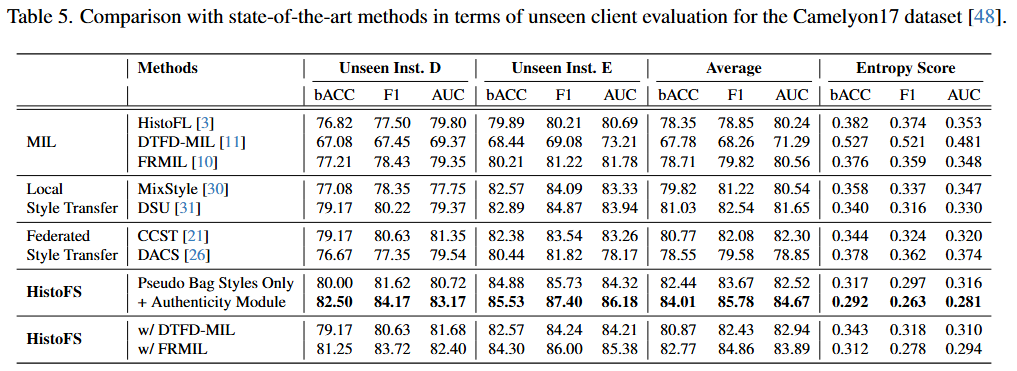 Table 5. Comparison with state-of-the-art methods in terms of unseen client evaluation for the Camelyon17 dataset [48].
Methods Unseen Inst. D Unseen Inst. E Average Entropy Score
bACC F1 AUC bACC F1 AUC bACC F1 AUC bACC F1 AUC
HistoFL [3] 76.82 77.50 79.80 79.89 80.21 80.69 78.35 78.85 80.24 0.382 0.374 0.353
MIL DTFD-MIL [11] 67.08 67.45 69.37 68.44 69.08 73.21 67.78 68.26 71.29 0.527 0.521 0.481
FRMIL [10] 77.21 78.43 79.35 80.21 81.22 81.78 78.71 79.82 80.56 0.376 0.359 0.348
Local MixStyle [30] 77.08 78.35 77.75 82.57 84.09 83.33 79.82 81.22 80.54 0.358 0.337 0.347
Style Transfer DSU [31] 79.17 80.22 79.37 82.89 84.87 83.94 81.03 82.54 81.65 0.340 0.316 0.330
Federated CCST [21] 79.17 80.63 81.35 82.38 83.54 83.26 80.77 82.08 82.30 0.344 0.324 0.320
Style Transfer DACS [26] 76.67 77.35 79.54 80.44 81.82 78.17 78.55 79.58 78.85 0.378 0.362 0.374
HistoFS Pseudo Bag Styles Only 80.00 81.62 80.72 84.88 85.73 84.32 82.44 83.67 82.52 0.317 0.297 0.316
+ Authenticity Module 82.50 84.17 83.17 85.53 87.40 86.18 84.01 85.78 84.67 0.292 0.263 0.281
HistoFS w/ DTFD-MIL 79.17 80.63 81.68 82.57 84.24 84.21 80.87 82.43 82.94 0.343 0.318 0.310
w/ FRMIL 81.25 83.72 82.40 84.30 86.00 85.38 82.77 84.86 83.89 0.312 0.278 0.294